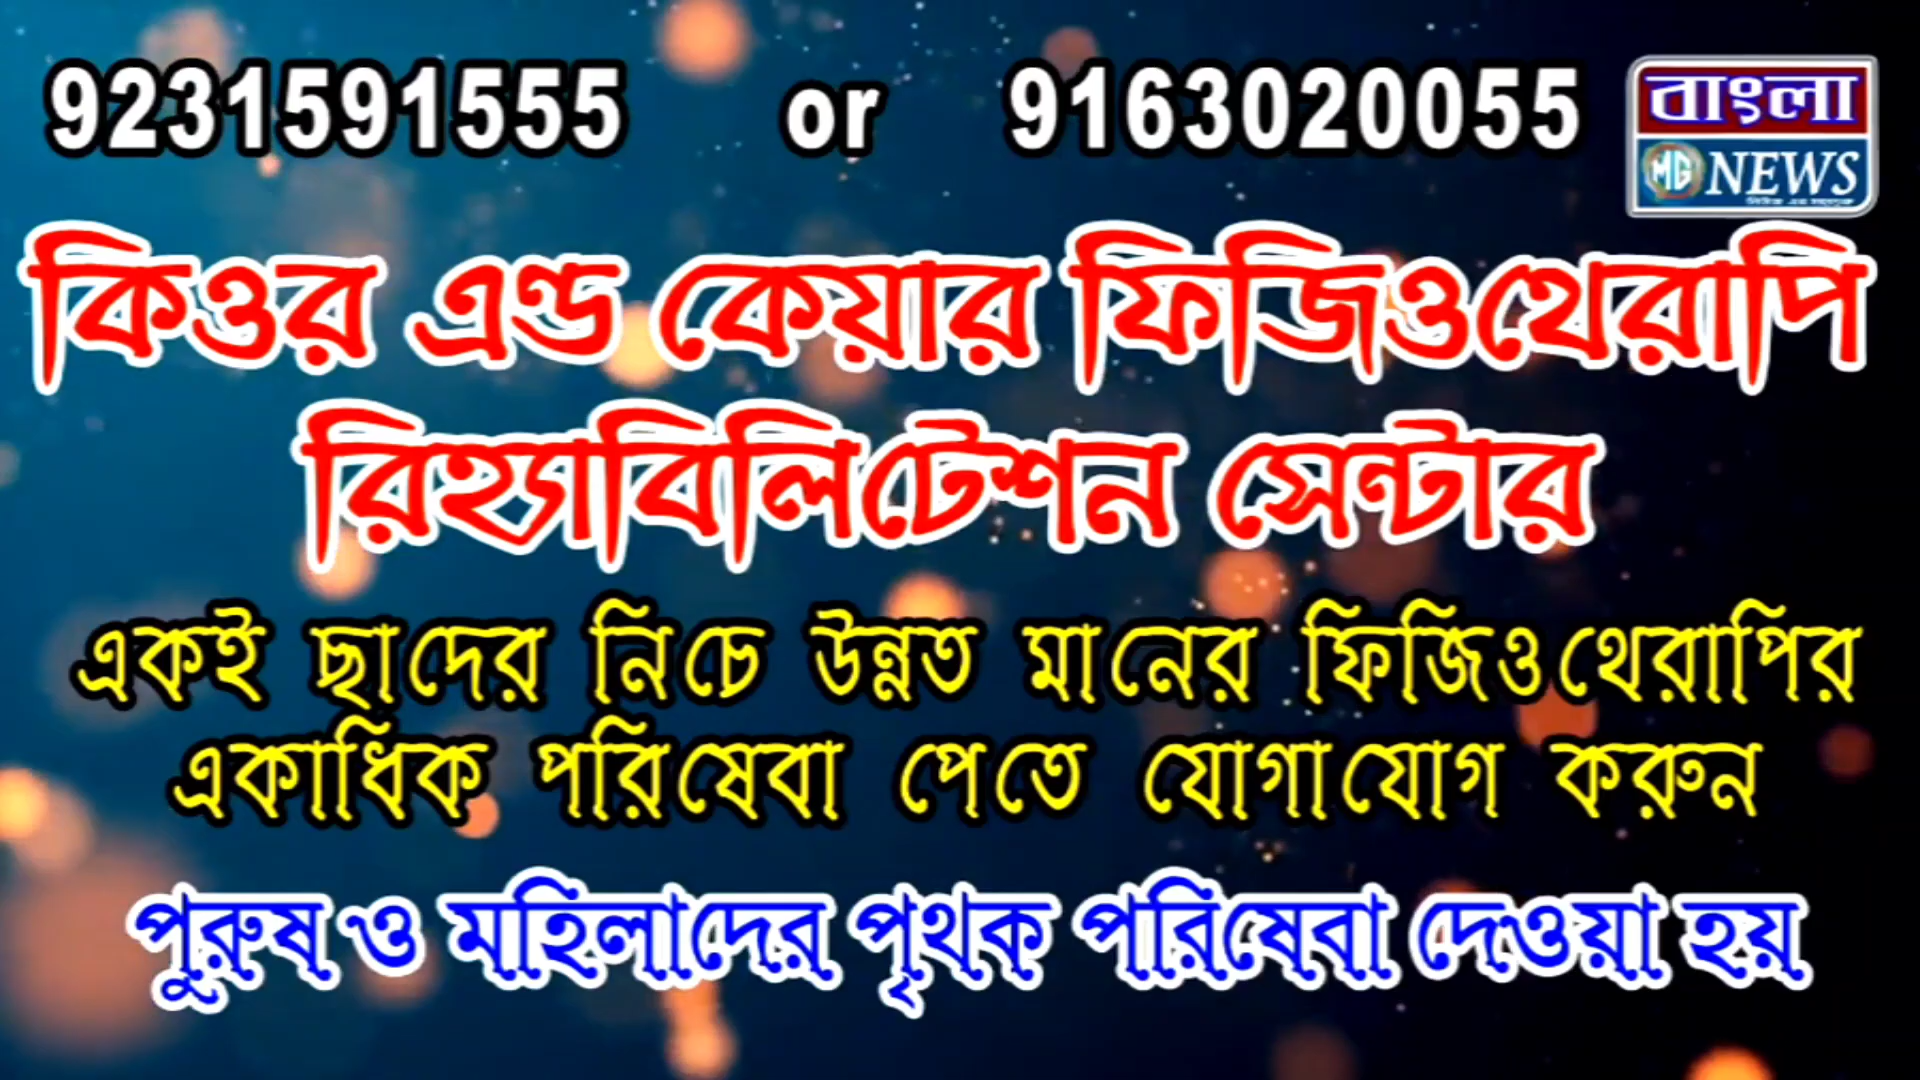 9231591555 or 9163020055
বাংলা
MG NEWS
কিওর এণ্ড কেয়ার ফিজিওথেরাপি
রিহ্যাবিলিটেশন সেন্টার
একই ছাদের নিচে উন্নত মানের ফিজিওথেরাপির
একাধিক পরিষেবা পেতে যোগাযোগ করুন
পুরুষ ও মহিলাদের পৃথক পরিষেবা দেওয়া হয়